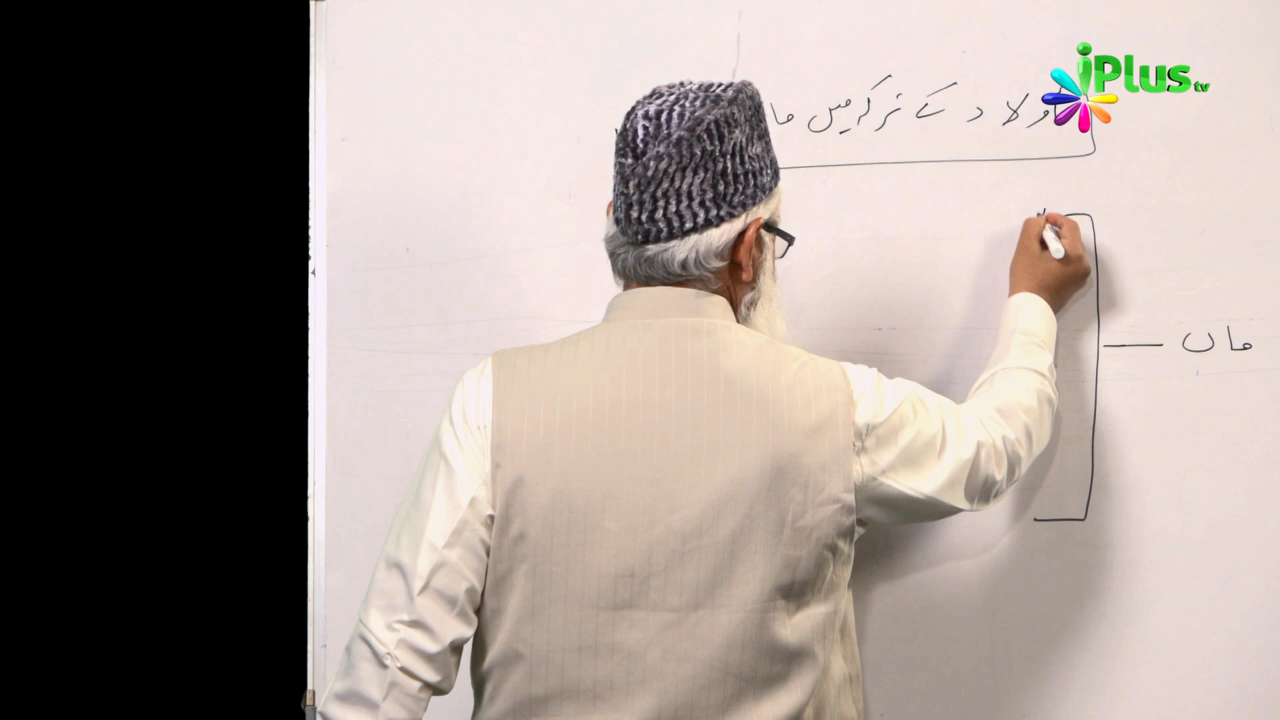 iPlus tv
اولاد کے ترکہ میں ما
ماں